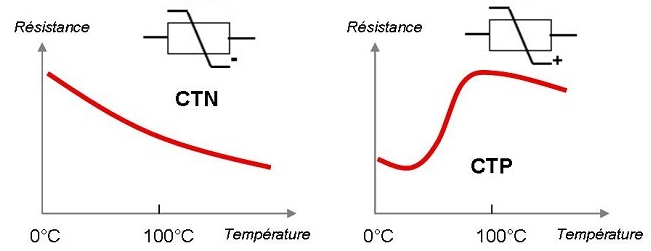 Résistance
-
CTN
0°C
100°C
Température
Résistance
+
CTP
0°C
100°C
Température